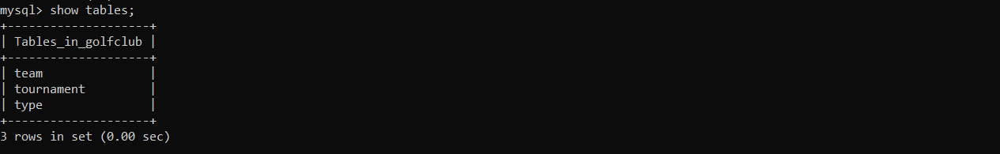 mysql> show tables;
+--------------------+
| Tables_in_golfclub |
+--------------------+
| team               |
| tournament         |
| type               |
+--------------------+
3 rows in set (0.00 sec)